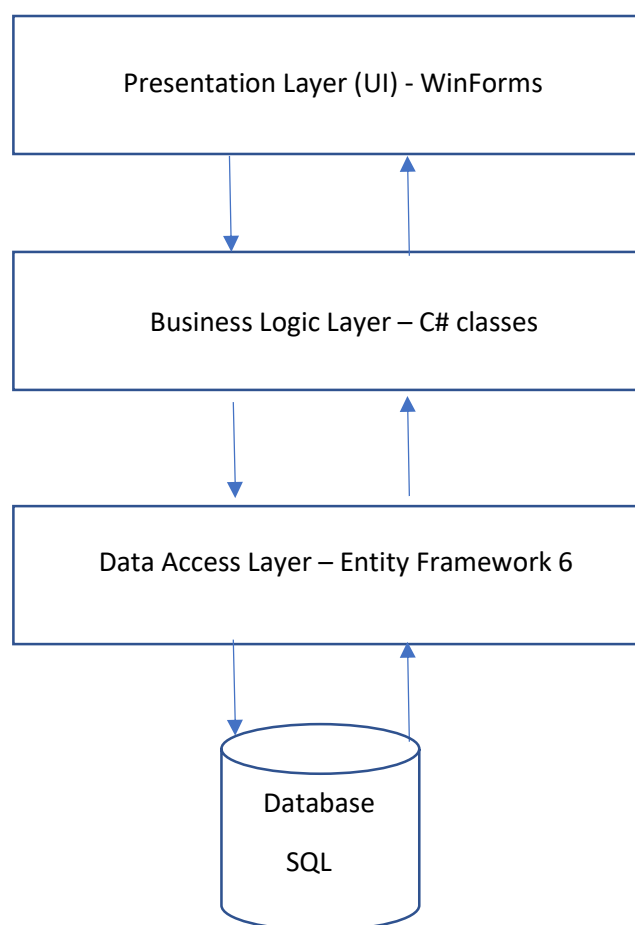 Presentation Layer (UI) - WinForms
Business Logic Layer – C# classes
Data Access Layer – Entity Framework 6
Database
SQL